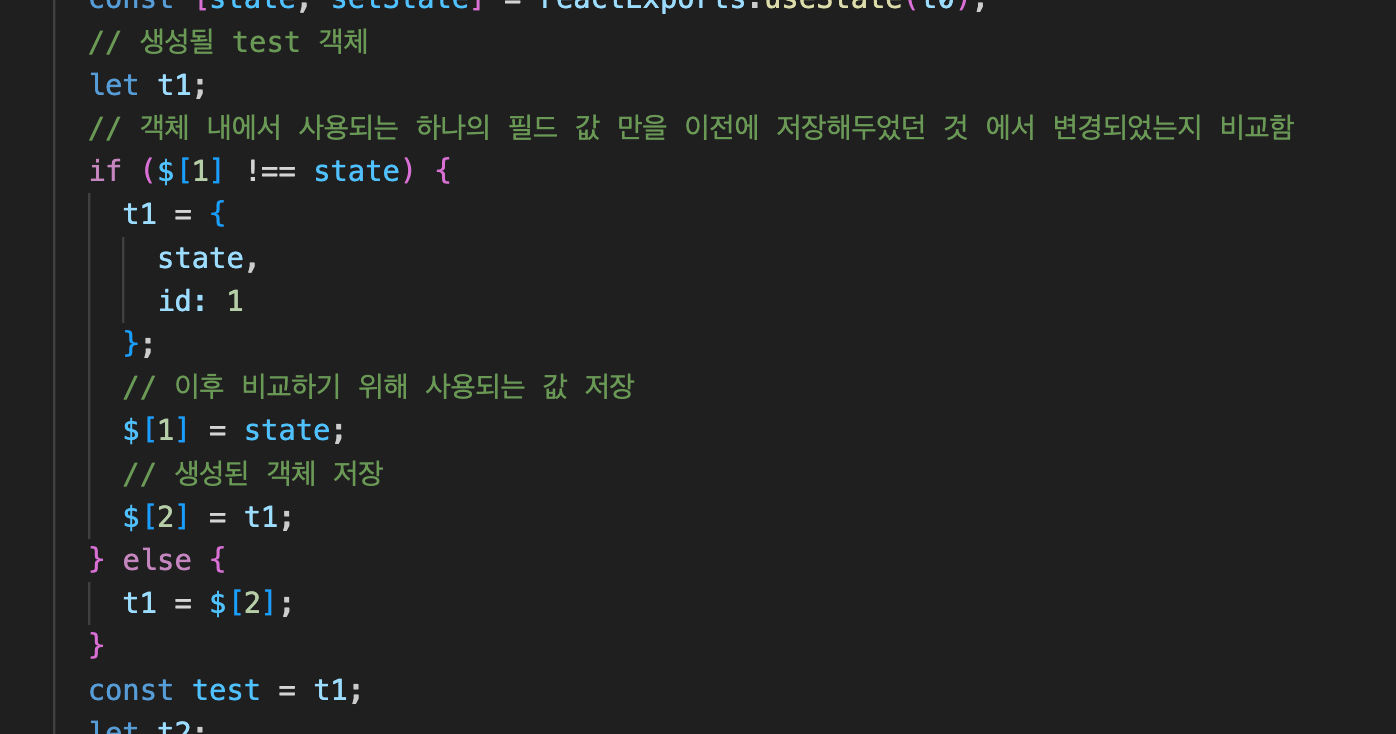 const [state, setState] = reactExports.useState(t0);
// 생성될 test 객체
let t1;
// 객체 내에서 사용되는 하나의 필드 값 만을 이전에 저장해두었던 것 에서 변경되었는지 비교함
if ($[1] !== state) {
t1 = {
state,
id: 1
};
// 이후 비교하기 위해 사용되는 값 저장
$[1] = state;
// 생성된 객체 저장
$[2] = t1;
} else {
t1 = $[2];
}
const test = t1;
let t2;